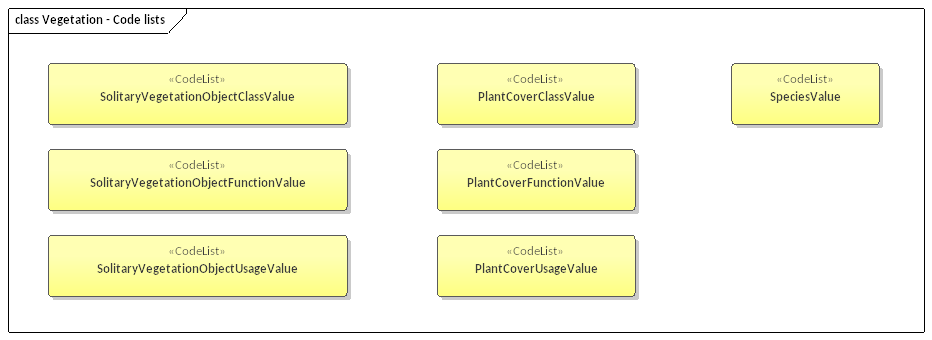 class Vegetation - Code lists
«CodeList»
SolitaryVegetationObjectClassValue
«CodeList»
PlantCoverClassValue
«CodeList»
SpeciesValue
«CodeList»
SolitaryVegetationObjectFunctionValue
«CodeList»
PlantCoverFunctionValue
«CodeList»
SolitaryVegetationObjectUsageValue
«CodeList»
PlantCoverUsageValue